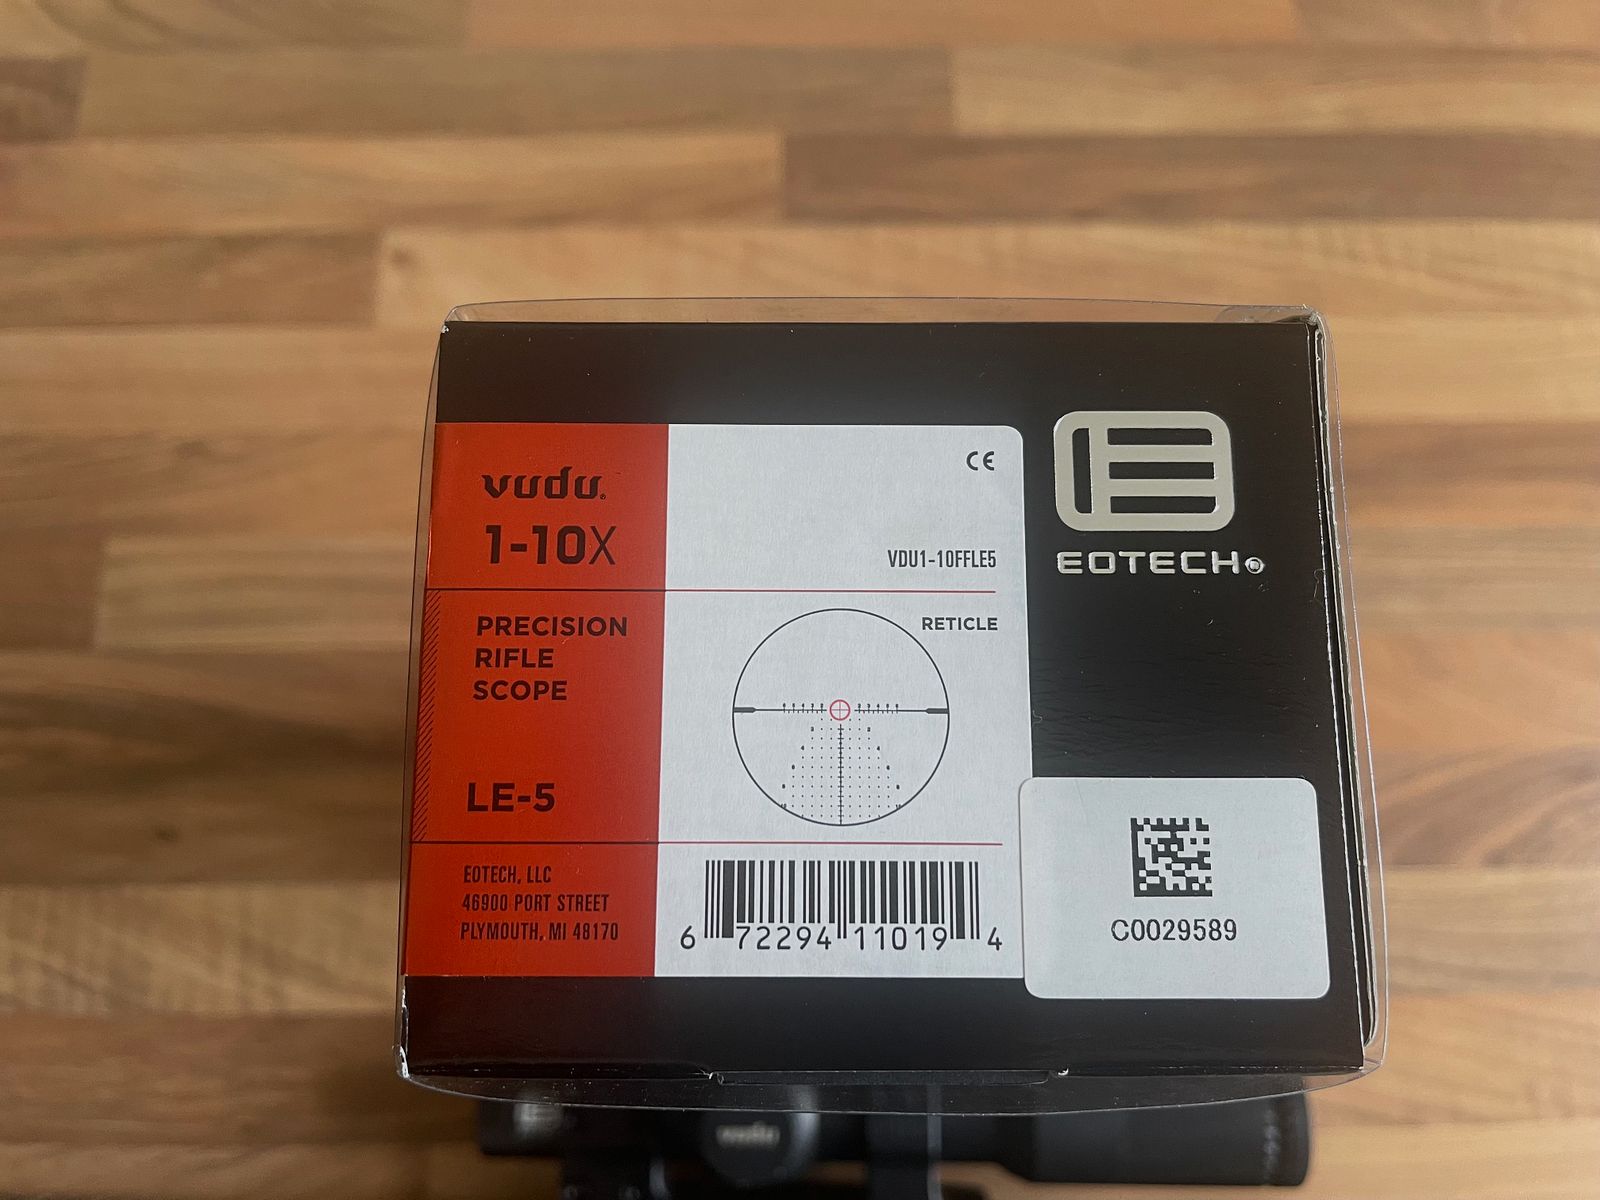 vudu®
1-10X
PRECISION
RIFLE
SCOPE
LE-5
EOTECH, LLC
46900 PORT STREET
PLYMOUTH, MI 48170
CE
VDU1-10FFLE5
RETICLE
6 72294 11019 4
EOTECH
C0029589
vudu